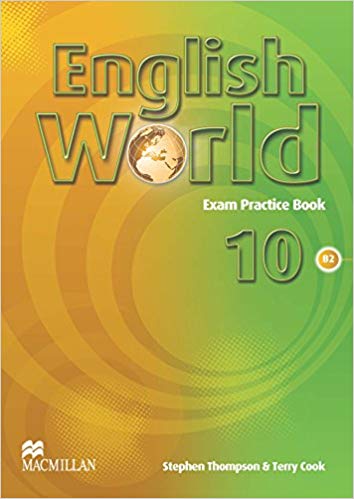 English
World
Exam Practice Book
10 B2
MACMILLAN
Stephen Thompson & Terry Cook